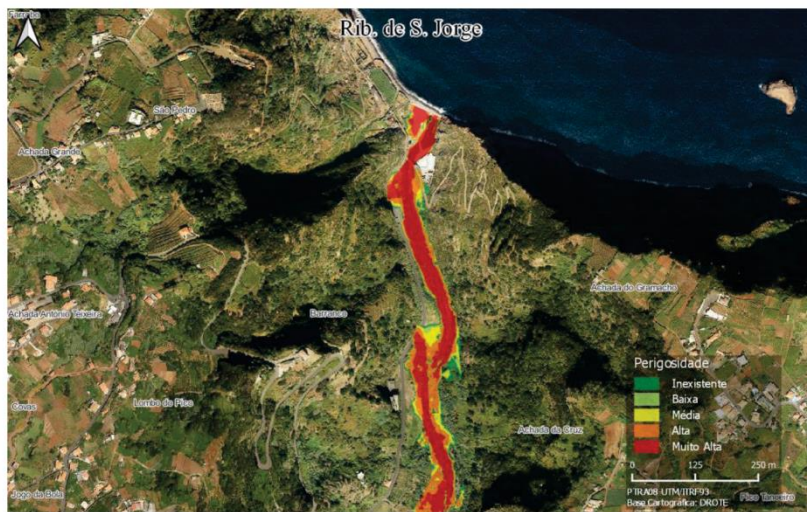 Rib. de S. Jorge
São Pedro
Achada Grande
Achada do Gramacho
Achada Antonio Teixeira
Barranco
Covas
Lombo do Pico
Achada da Cruz
Jogo da Bola
Pico Tanoeiro
Perigosidade
Inexistente
Baixa
Média
Alta
Muito Alta
0 125 250 m
PTRA08-UTM/ITRF93
Base Cartográfica: DROTE